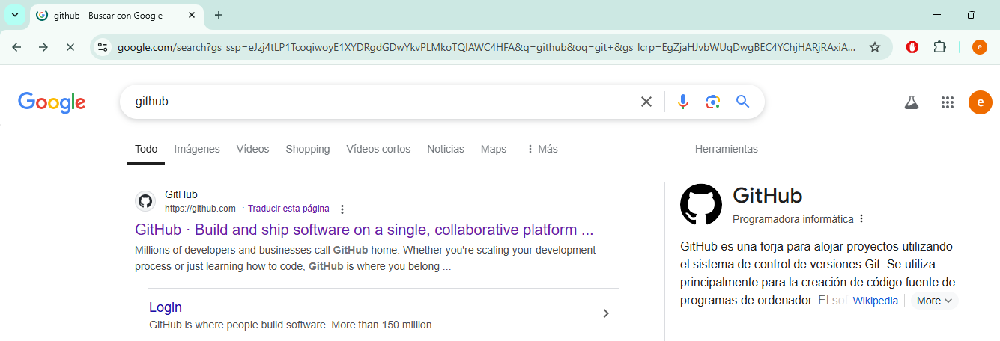 github - Buscar con Google
google.com/search?gs_ssp=eJzj4tLP1TcoqiwoyE1XYDRgdGDwYkvPLMkoTQIAWC4HFA&q=github&oq=git+&gs_lcrp=EgZjaHJvbWUqDwgBEC4YChjHARjRAxiA...
e
Google
github
e
Todo Imágenes Vídeos Shopping Vídeos cortos Noticias Maps Más Herramientas
GitHub
https://github.com · Traducir esta página
GitHub · Build and ship software on a single, collaborative platform ...
Millions of developers and businesses call GitHub home. Whether you're scaling your development
process or just learning how to code, GitHub is where you belong ...
Login
GitHub is where people build software. More than 150 million ...
GitHub
Programadora informática
GitHub es una forja para alojar proyectos utilizando
el sistema de control de versiones Git. Se utiliza
principalmente para la creación de código fuente de
programas de ordenador. El sof Wikipedia More